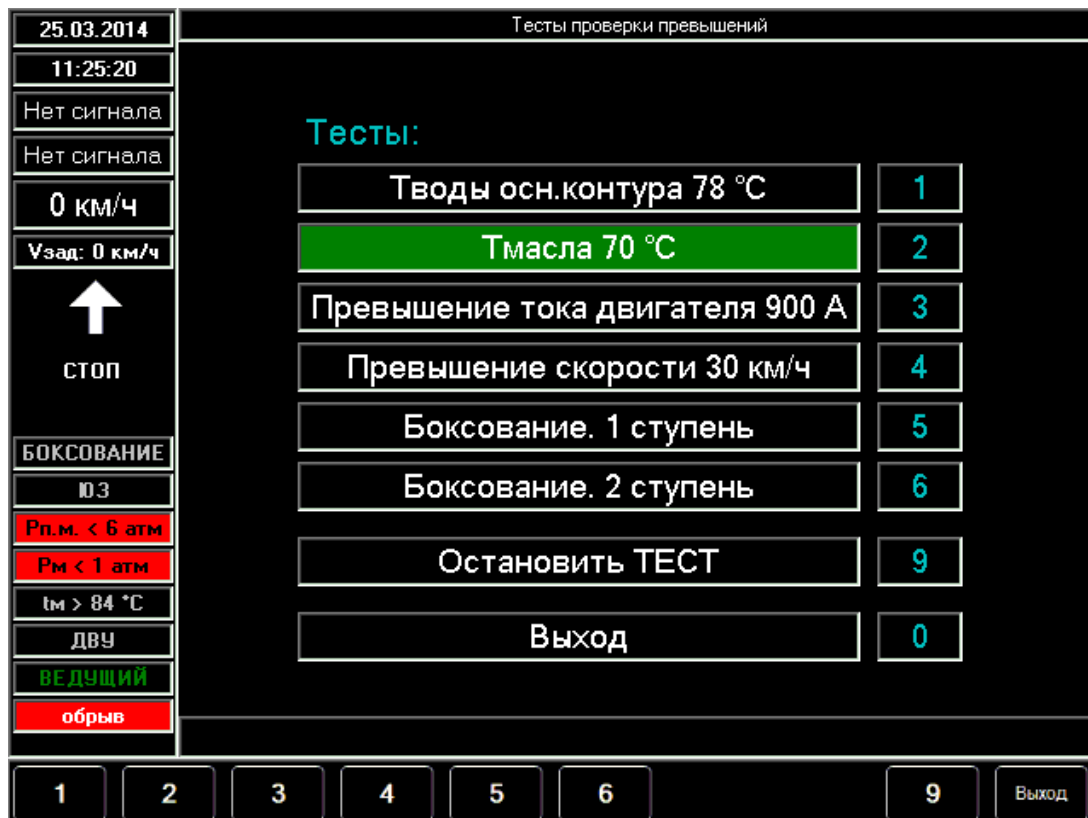 25.03.2014
Тесты проверки превышений
11:25:20
Нет сигнала
Нет сигнала
0 км/ч
Vзад: 0 км/ч
СТОП
БОКСОВАНИЕ
ЮЗ
Рп.м. < 6 атм
Рм < 1 атм
tм > 84 °C
ДВУ
ВЕДУЩИЙ
обрыв
Тесты:
Тводы осн.контура 78 °C 1
Тмасла 70 °C 2
Превышение тока двигателя 900 А 3
Превышение скорости 30 км/ч 4
Боксование. 1 ступень 5
Боксование. 2 ступень 6
Остановить ТЕСТ 9
Выход 0
1 2 3 4 5 6 9 Выход